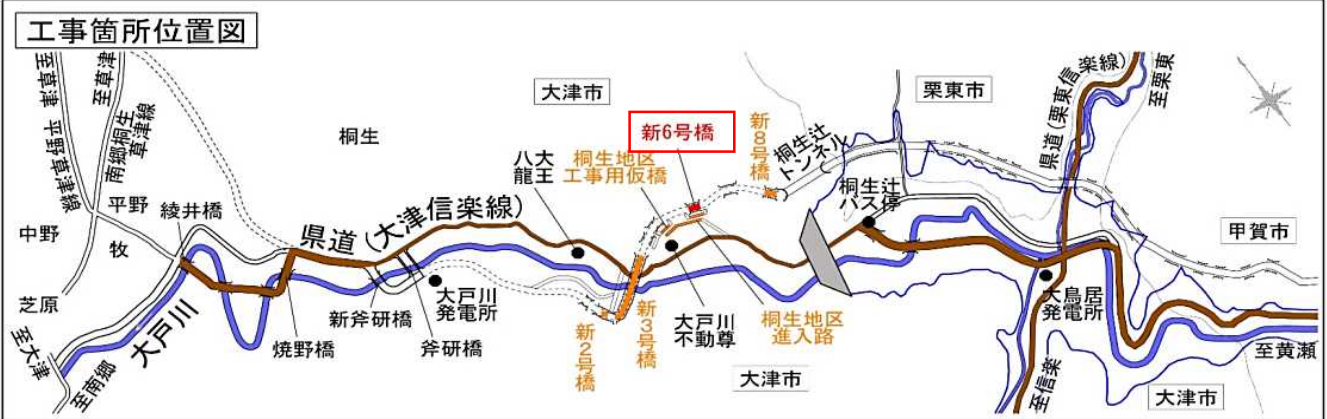 工事箇所位置図
至草津 平野草津線
至草津
南郷桐生
草津線
桐生
大津市
新6号橋
新8号橋
桐生辻
トンネル
栗東市
県道(栗東信楽線)
至栗東
八大
龍王
桐生地区
工事用仮橋
桐生辻
バス停
甲賀市
中野
平野
牧
綾井橋
県道(大津信楽線)
芝原
至大津
大戸川
至南郷
焼野橋
新斧研橋
斧研橋
大戸川
発電所
新2号橋
新3号橋
大戸川
不動尊
桐生地区
進入路
大津市
大鳥居
発電所
至信楽
大津市
至黄瀬